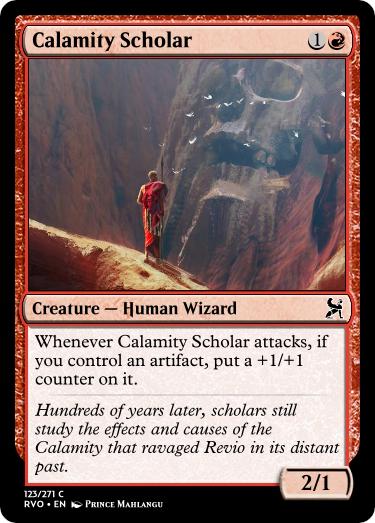 Calamity Scholar 1
Creature — Human Wizard
Whenever Calamity Scholar attacks, if
you control an artifact, put a +1/+1
counter on it.
Hundreds of years later, scholars still
study the effects and causes of the
Calamity that ravaged Revio in its distant
past.
2/1
123/271 C
RVO • EN Prince Mahlangu